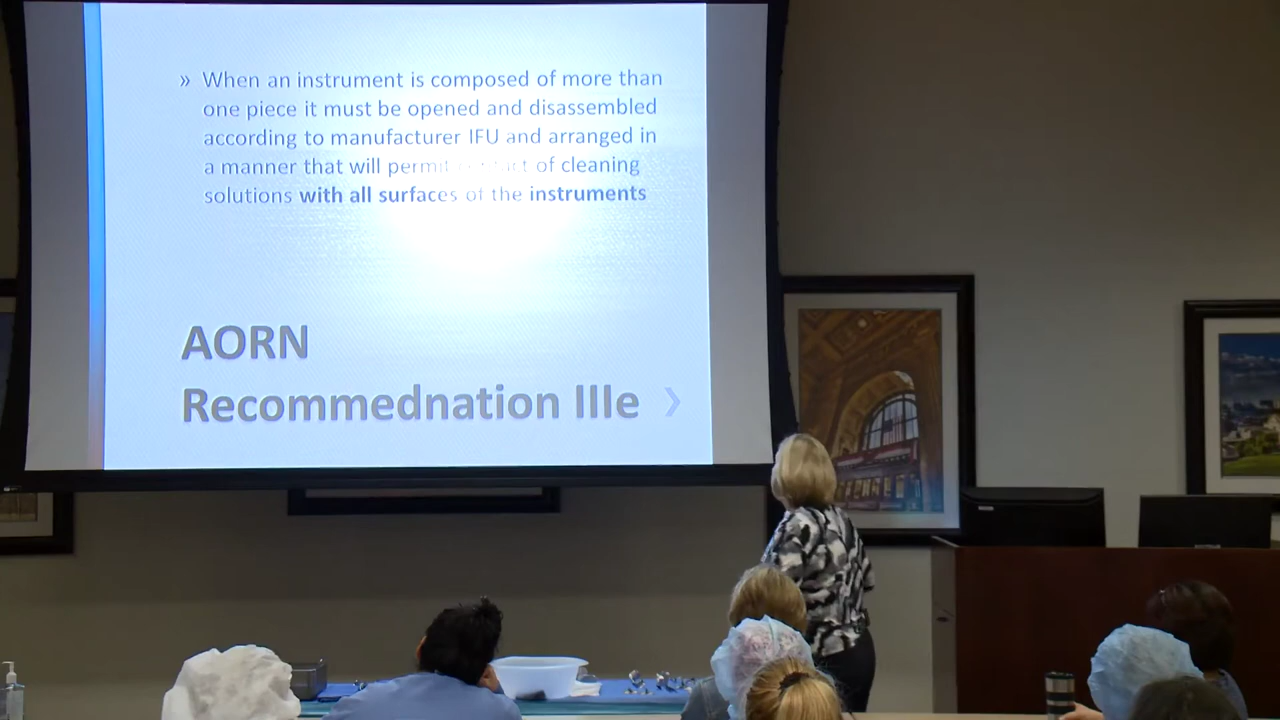 » When an instrument is composed of more than
one piece it must be opened and disassembled
according to manufacturer IFU and arranged in
a manner that will permit contact of cleaning
solutions with all surfaces of the instruments
AORN
Recommednation IIIe